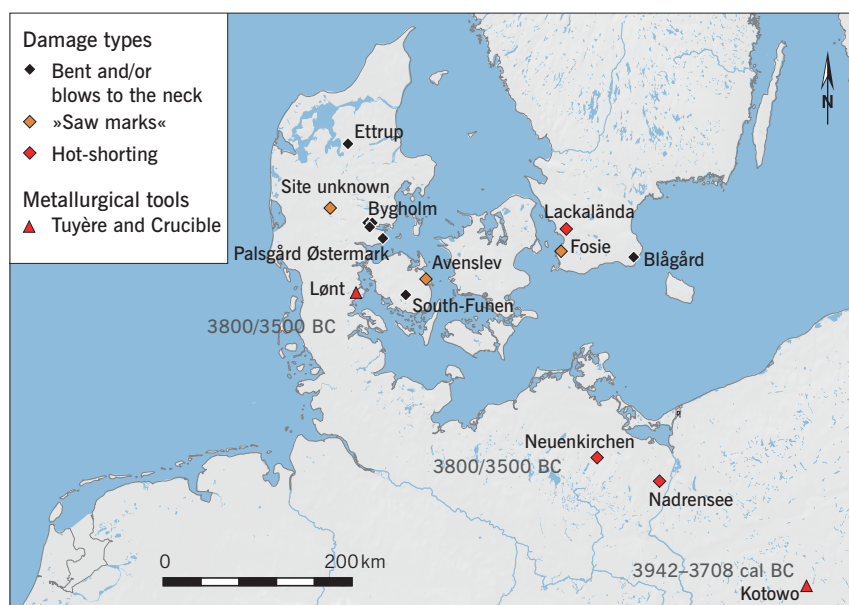 Damage types
Bent and/or
blows to the neck
»Saw marks«
Hot-shorting
Metallurgical tools
Tuyère and Crucible
N
Ettrup
Site unknown
Bygholm
Palsgård Østermark
Lønt
3800/3500 BC
Avenslev
South-Funen
Lackalända
Fosie
Blågård
Neuenkirchen
3800/3500 BC
Nadrensee
3942–3708 cal BC
Kotowo
0 200 km